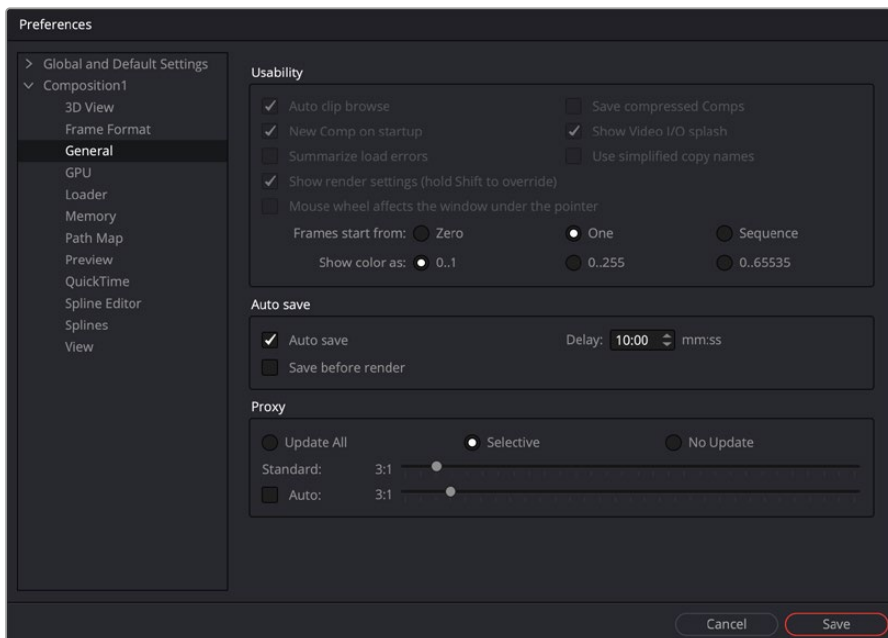 Preferences
Global and Default Settings
Composition1
3D View
Frame Format
General
GPU
Loader
Memory
Path Map
Preview
QuickTime
Spline Editor
Splines
View
Usability
Auto clip browse Save compressed Comps
New Comp on startup Show Video I/O splash
Summarize load errors Use simplified copy names
Show render settings (hold Shift to override)
Mouse wheel affects the window under the pointer
Frames start from: Zero One Sequence
Show color as: 0..1 0..255 0..65535
Auto save
Auto save Delay: 10:00 mm:ss
Save before render
Proxy
Update All Selective No Update
Standard: 3:1
Auto: 3:1
Cancel Save